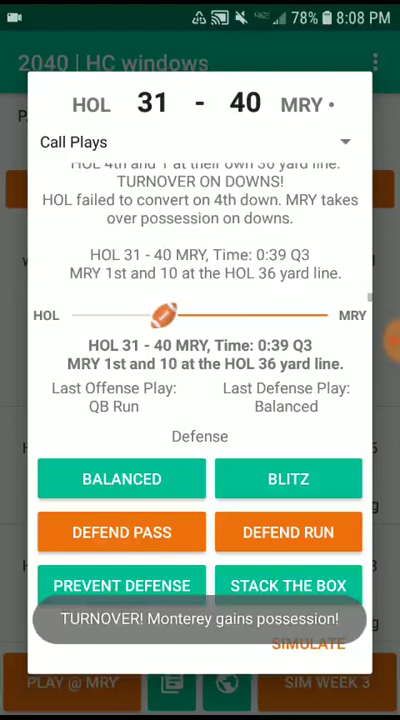 78% 8:08 PM
2040 | HC windows
HOL 31 - 40 MRY •
Call Plays
HOL 4th and 1 at their own 36 yard line.
TURNOVER ON DOWNS!
HOL failed to convert on 4th down. MRY takes
over possession on downs.
HOL 31 - 40 MRY, Time: 0:39 Q3
MRY 1st and 10 at the HOL 36 yard line.
HOL MRY
HOL 31 - 40 MRY, Time: 0:39 Q3
MRY 1st and 10 at the HOL 36 yard line.
Last Offense Play: Last Defense Play:
QB Run Balanced
Defense
BALANCED BLITZ
DEFEND PASS DEFEND RUN
PREVENT DEFENSE STACK THE BOX
TURNOVER! Monterey gains possession!
SIMULATE
PLAY @ MRY SIM WEEK 3